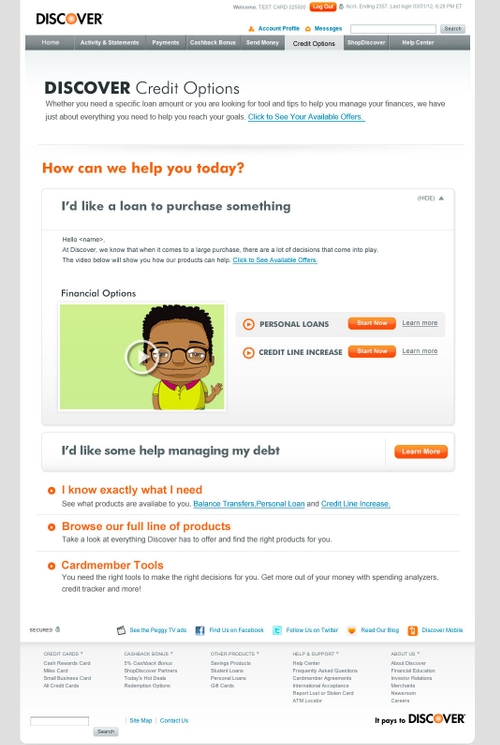 DISCOVER
Welcome, TEST CARD 025500 Log Out Acct. Ending 2357. Last login 03/31/12, 6:28 PM ET
Account Profile Messages Search
Home Activity & Statements Payments Cashback Bonus Send Money Credit Options ShopDiscover Help Center
DISCOVER Credit Options
Whether you need a specific loan amount or you are looking for tool and tips to help you manage your finances, we have
just about everything you need to help you reach your goals. Click to See Your Available Offers.
How can we help you today?
(HIDE)
I'd like a loan to purchase something
Hello <name>,
At Discover, we know that when it comes to a large purchase, there are a lot of decisions that come into play.
The video below will show you how our products can help. Click to See Available Offers.
Financial Options
PERSONAL LOANS Start Now Learn more
CREDIT LINE INCREASE Start Now Learn more
I'd like some help managing my debt Learn More
I know exactly what I need
See what products are availabe to you, Balance Transfers,Personal Loan and Credit Line Increase.
Browse our full line of products
Take a look at everything Discover has to offer and find the right products for you.
Cardmember Tools
You need the right tools to make the right decisions for you. Get more out of your money with spending analyzers,
credit tracker and more!
SECURED See the Peggy TV ads Find Us on Facebook Follow Us on Twitter Read Our Blog Discover Mobile
CREDIT CARDS CASHBACK BONUS OTHER PRODUCTS HELP & SUPPORT ABOUT US
Cash Rewards Card 5% Cashback Bonus Savings Products Help Center About Discover
Miles Card ShopDiscover Partners Student Loans Frequently Asked Questions Financial Education
Small Business Card Today's Hot Deals Personal Loans Cardmember Agreements Investor Relations
All Credit Cards Redemption Options Gift Cards International Acceptance Merchants
Report Lost or Stolen Card Newsroom
ATM Locator Careers
Site Map Contact Us It pays to DISCOVER
Search